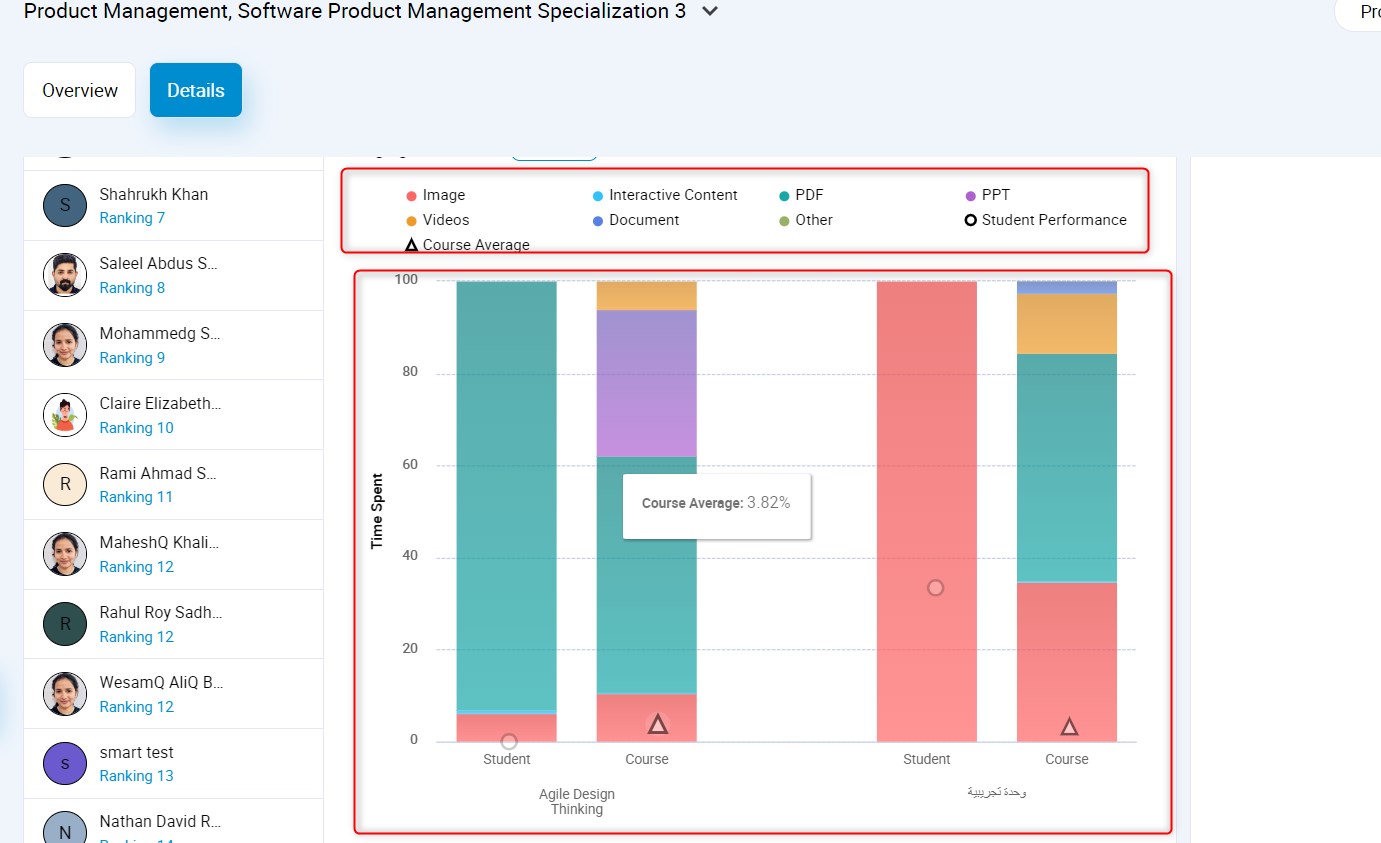 Product Management, Software Product Management Specialization 3
Overview
Details
S
Shahrukh Khan
Ranking 7
Saleel Abdus S...
Ranking 8
Mohammedg S...
Ranking 9
Claire Elizabeth...
Ranking 10
R
Rami Ahmad S...
Ranking 11
MaheshQ Khali...
Ranking 12
R
Rahul Roy Sadh...
Ranking 12
WesamQ AliQ B...
Ranking 12
s
smart test
Ranking 13
N
Nathan David R...
Image
Interactive Content
PDF
PPT
Videos
Document
Other
Student Performance
Course Average
Time Spent
100
80
60
40
20
0
Course Average: 3.82%
Student
Course
Student
Course
Agile Design
Thinking
وحدة تجريبية